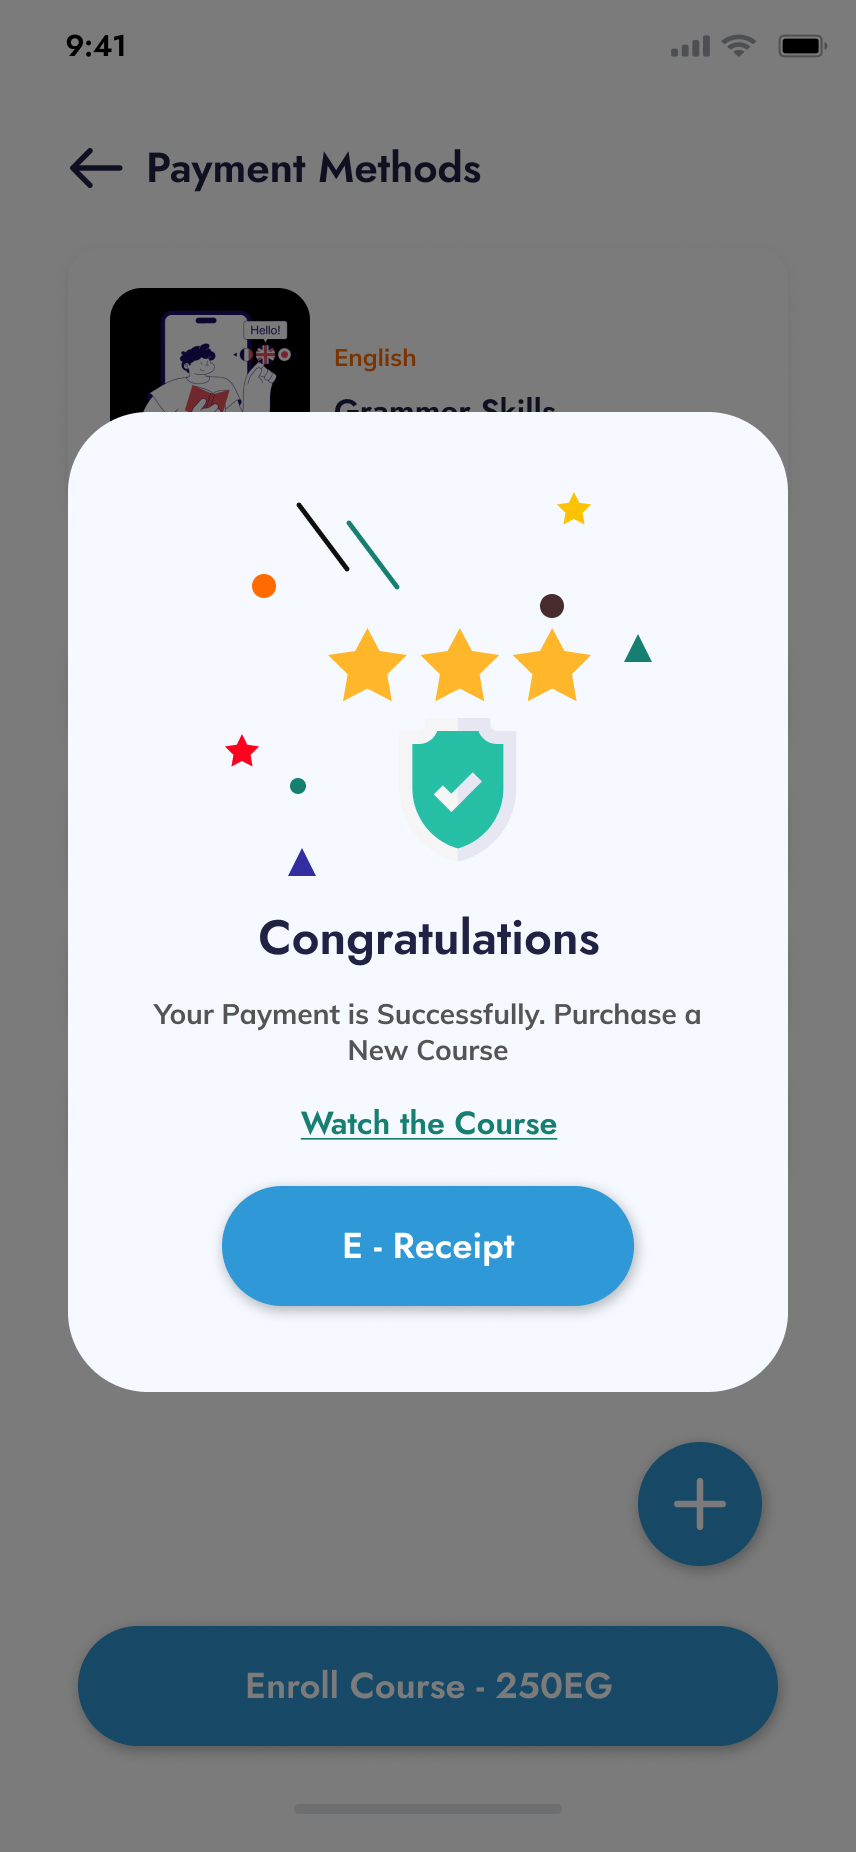 9:41
Payment Methods
Hello!
English
Grammer Skills
Congratulations
Your Payment is Successfully. Purchase a
New Course
Watch the Course
E - Receipt
Enroll Course - 250EG